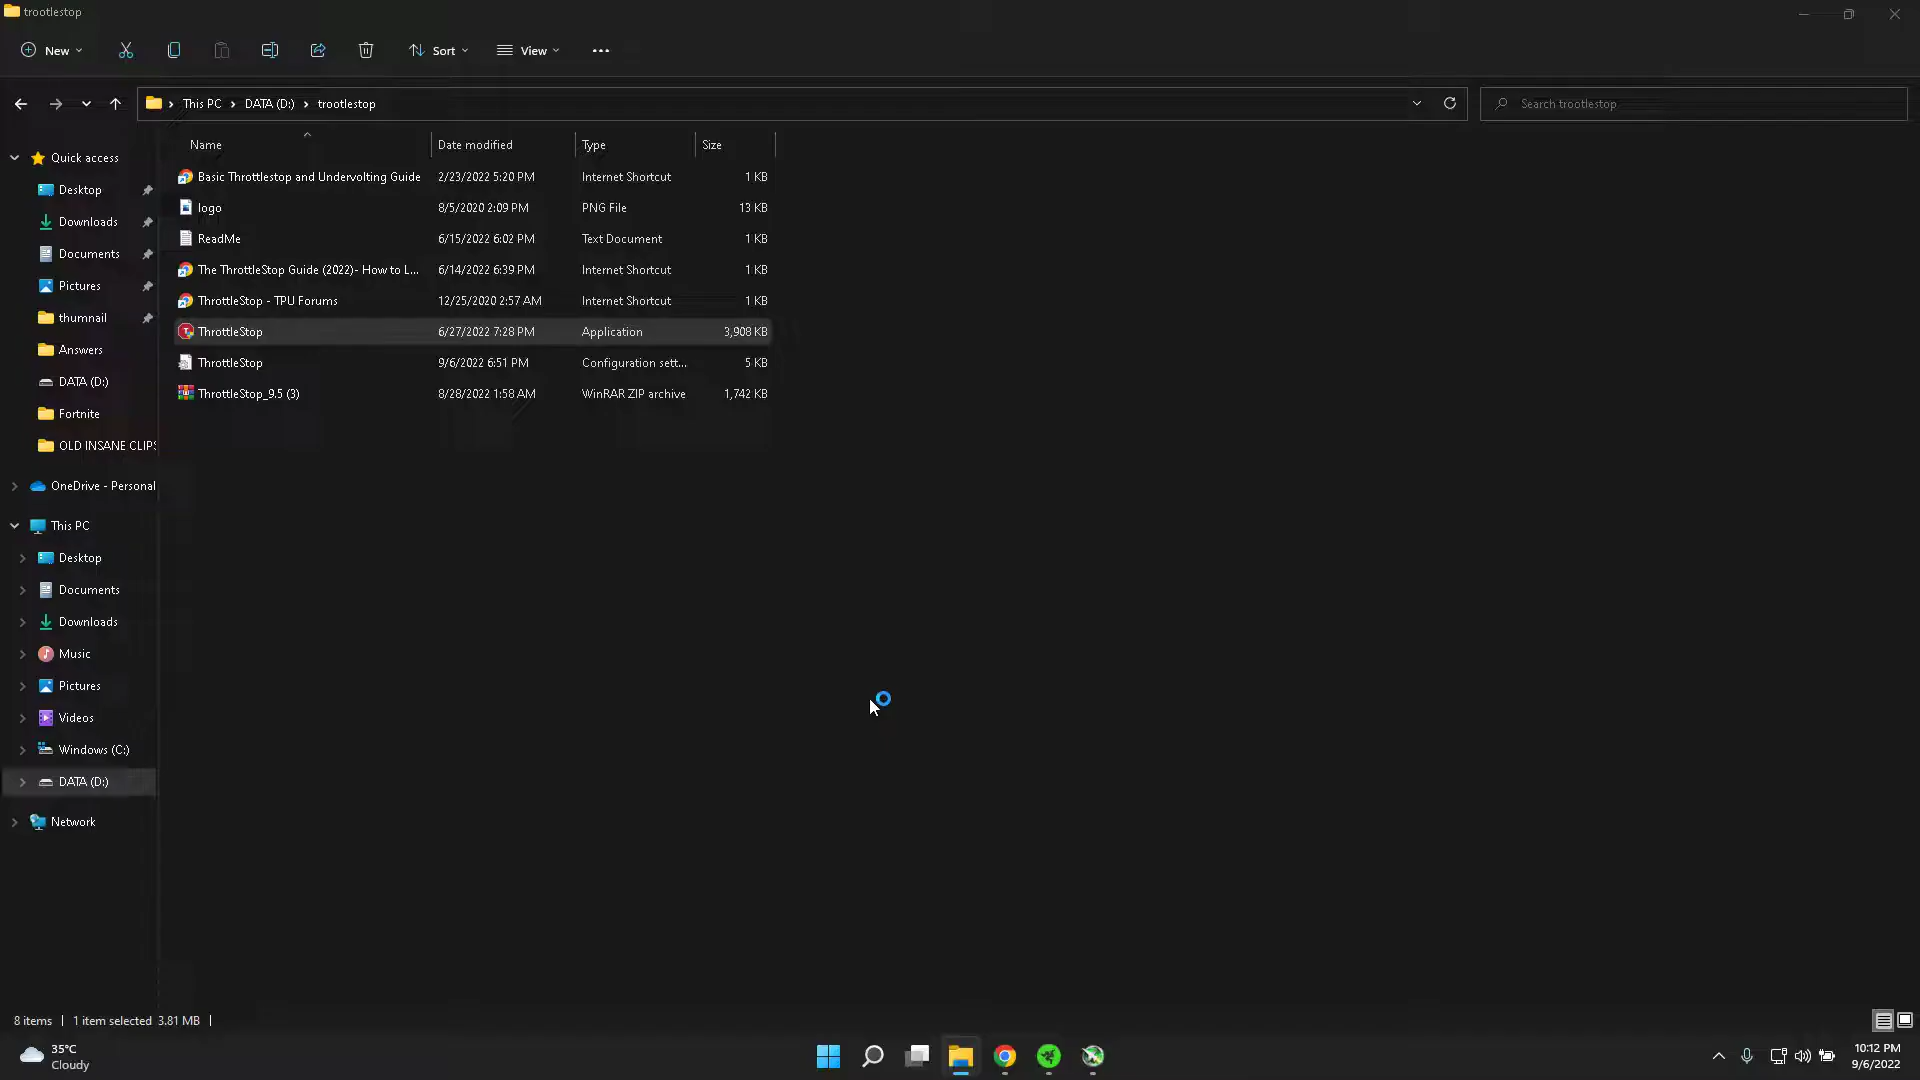 trootlestop
New
Sort
View
This PC
DATA (D:)
trootlestop
Search trootlestop
Name
Date modified
Type
Size
Basic Throttlestop and Undervolting Guide 2/23/2022 5:20 PM Internet Shortcut 1 KB
logo 8/5/2020 2:09 PM PNG File 13 KB
ReadMe 6/15/2022 6:02 PM Text Document 1 KB
The ThrottleStop Guide (2022)- How to L... 6/14/2022 6:39 PM Internet Shortcut 1 KB
ThrottleStop - TPU Forums 12/25/2020 2:57 AM Internet Shortcut 1 KB
ThrottleStop 6/27/2022 7:28 PM Application 3,908 KB
ThrottleStop 9/6/2022 6:51 PM Configuration sett... 5 KB
ThrottleStop_9.5 (3) 8/28/2022 1:58 AM WinRAR ZIP archive 1,742 KB
Quick access
Desktop
Downloads
Documents
Pictures
thumnail
Answers
DATA (D:)
Fortnite
OLD INSANE CLIPS
OneDrive - Personal
This PC
Desktop
Documents
Downloads
Music
Pictures
Videos
Windows (C:)
DATA (D:)
Network
8 items
1 item selected 3.81 MB
35°C
Cloudy
10:12 PM
9/6/2022